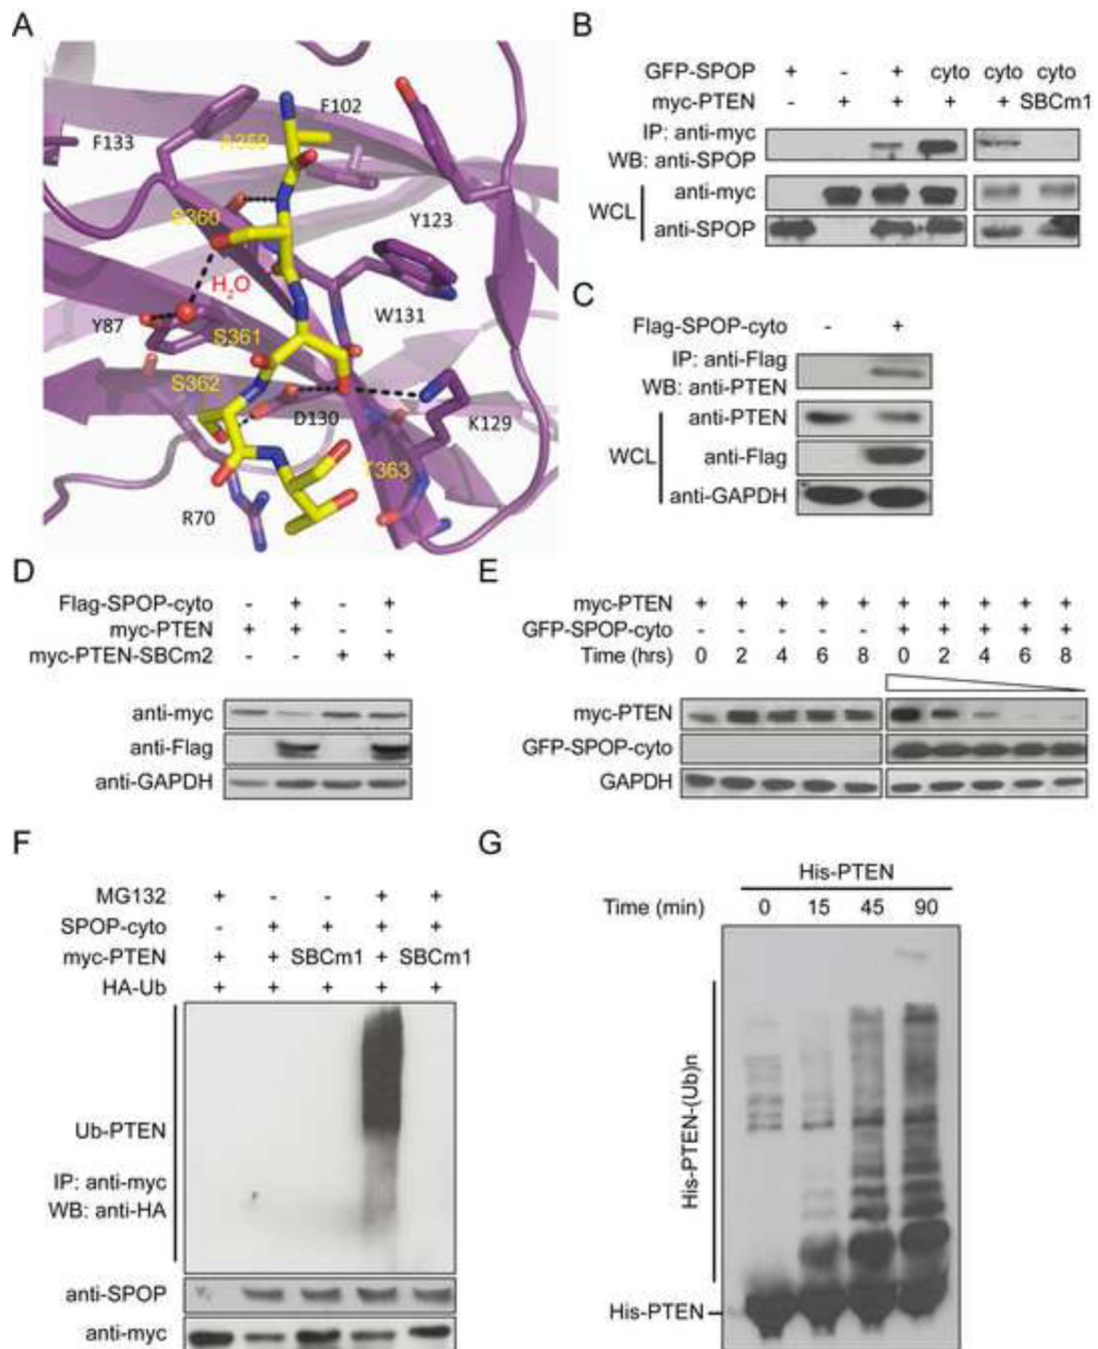 A
F102
A359
F133
S360
Y123
H2O
W131
Y87
S361
S362
D130
K129
T363
R70
B
GFP-SPOP + - + cyto cyto cyto
myc-PTEN - + + + + SBCm1
IP: anti-myc
WB: anti-SPOP
WCL
anti-myc
anti-SPOP
C
Flag-SPOP-cyto - +
IP: anti-Flag
WB: anti-PTEN
WCL
anti-PTEN
anti-Flag
anti-GAPDH
D
Flag-SPOP-cyto - + - +
myc-PTEN + + - -
myc-PTEN-SBCm2 - - + +
anti-myc
anti-Flag
anti-GAPDH
E
myc-PTEN + + + + + + + + + +
GFP-SPOP-cyto - - - - - + + + + +
Time (hrs) 0 2 4 6 8 0 2 4 6 8
myc-PTEN
GFP-SPOP-cyto
GAPDH
F
MG132 + - - + +
SPOP-cyto - + + + +
myc-PTEN + + SBCm1 + SBCm1
HA-Ub + + + + +
Ub-PTEN
IP: anti-myc
WB: anti-HA
anti-SPOP
anti-myc
G
His-PTEN
Time (min) 0 15 45 90
His-PTEN-(Ub)n
His-PTEN